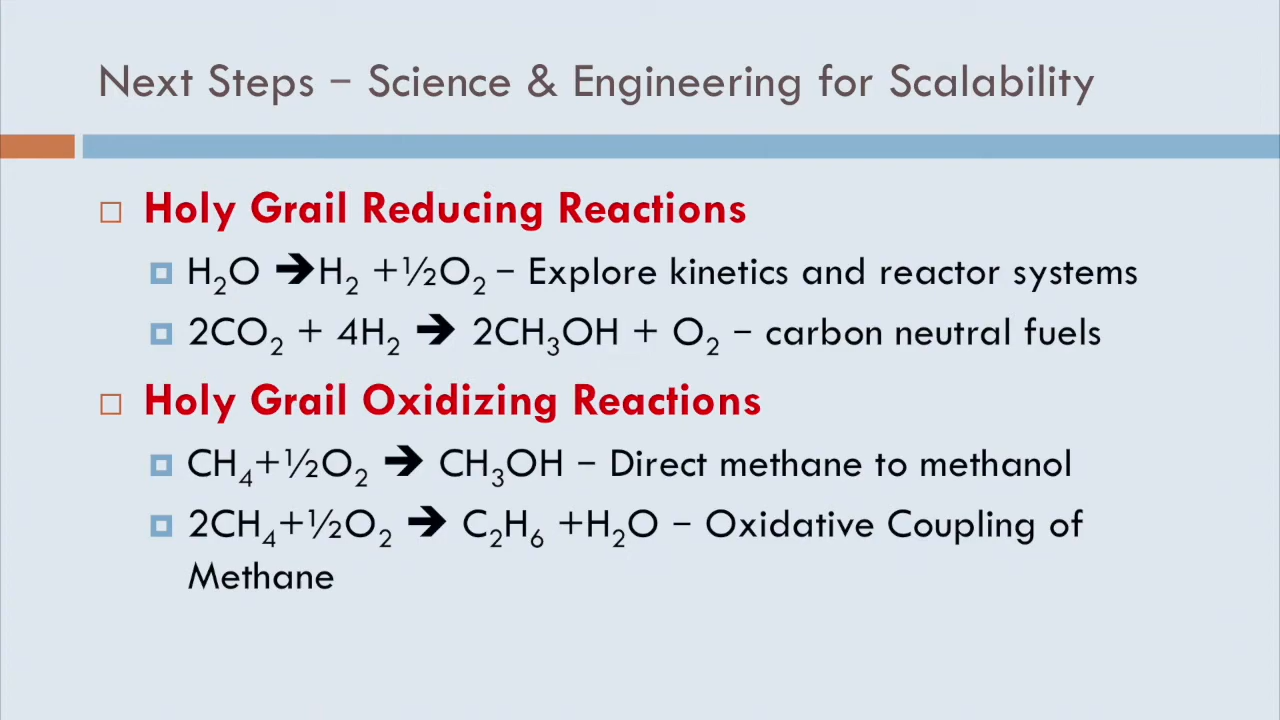 Next Steps – Science & Engineering for Scalability
Holy Grail Reducing Reactions
H₂O ➔H₂ +½O₂ – Explore kinetics and reactor systems
2CO₂ + 4H₂ ➔ 2CH₃OH + O₂ – carbon neutral fuels
Holy Grail Oxidizing Reactions
CH₄+½O₂ ➔ CH₃OH – Direct methane to methanol
2CH₄+½O₂ ➔ C₂H₆ +H₂O – Oxidative Coupling of
Methane